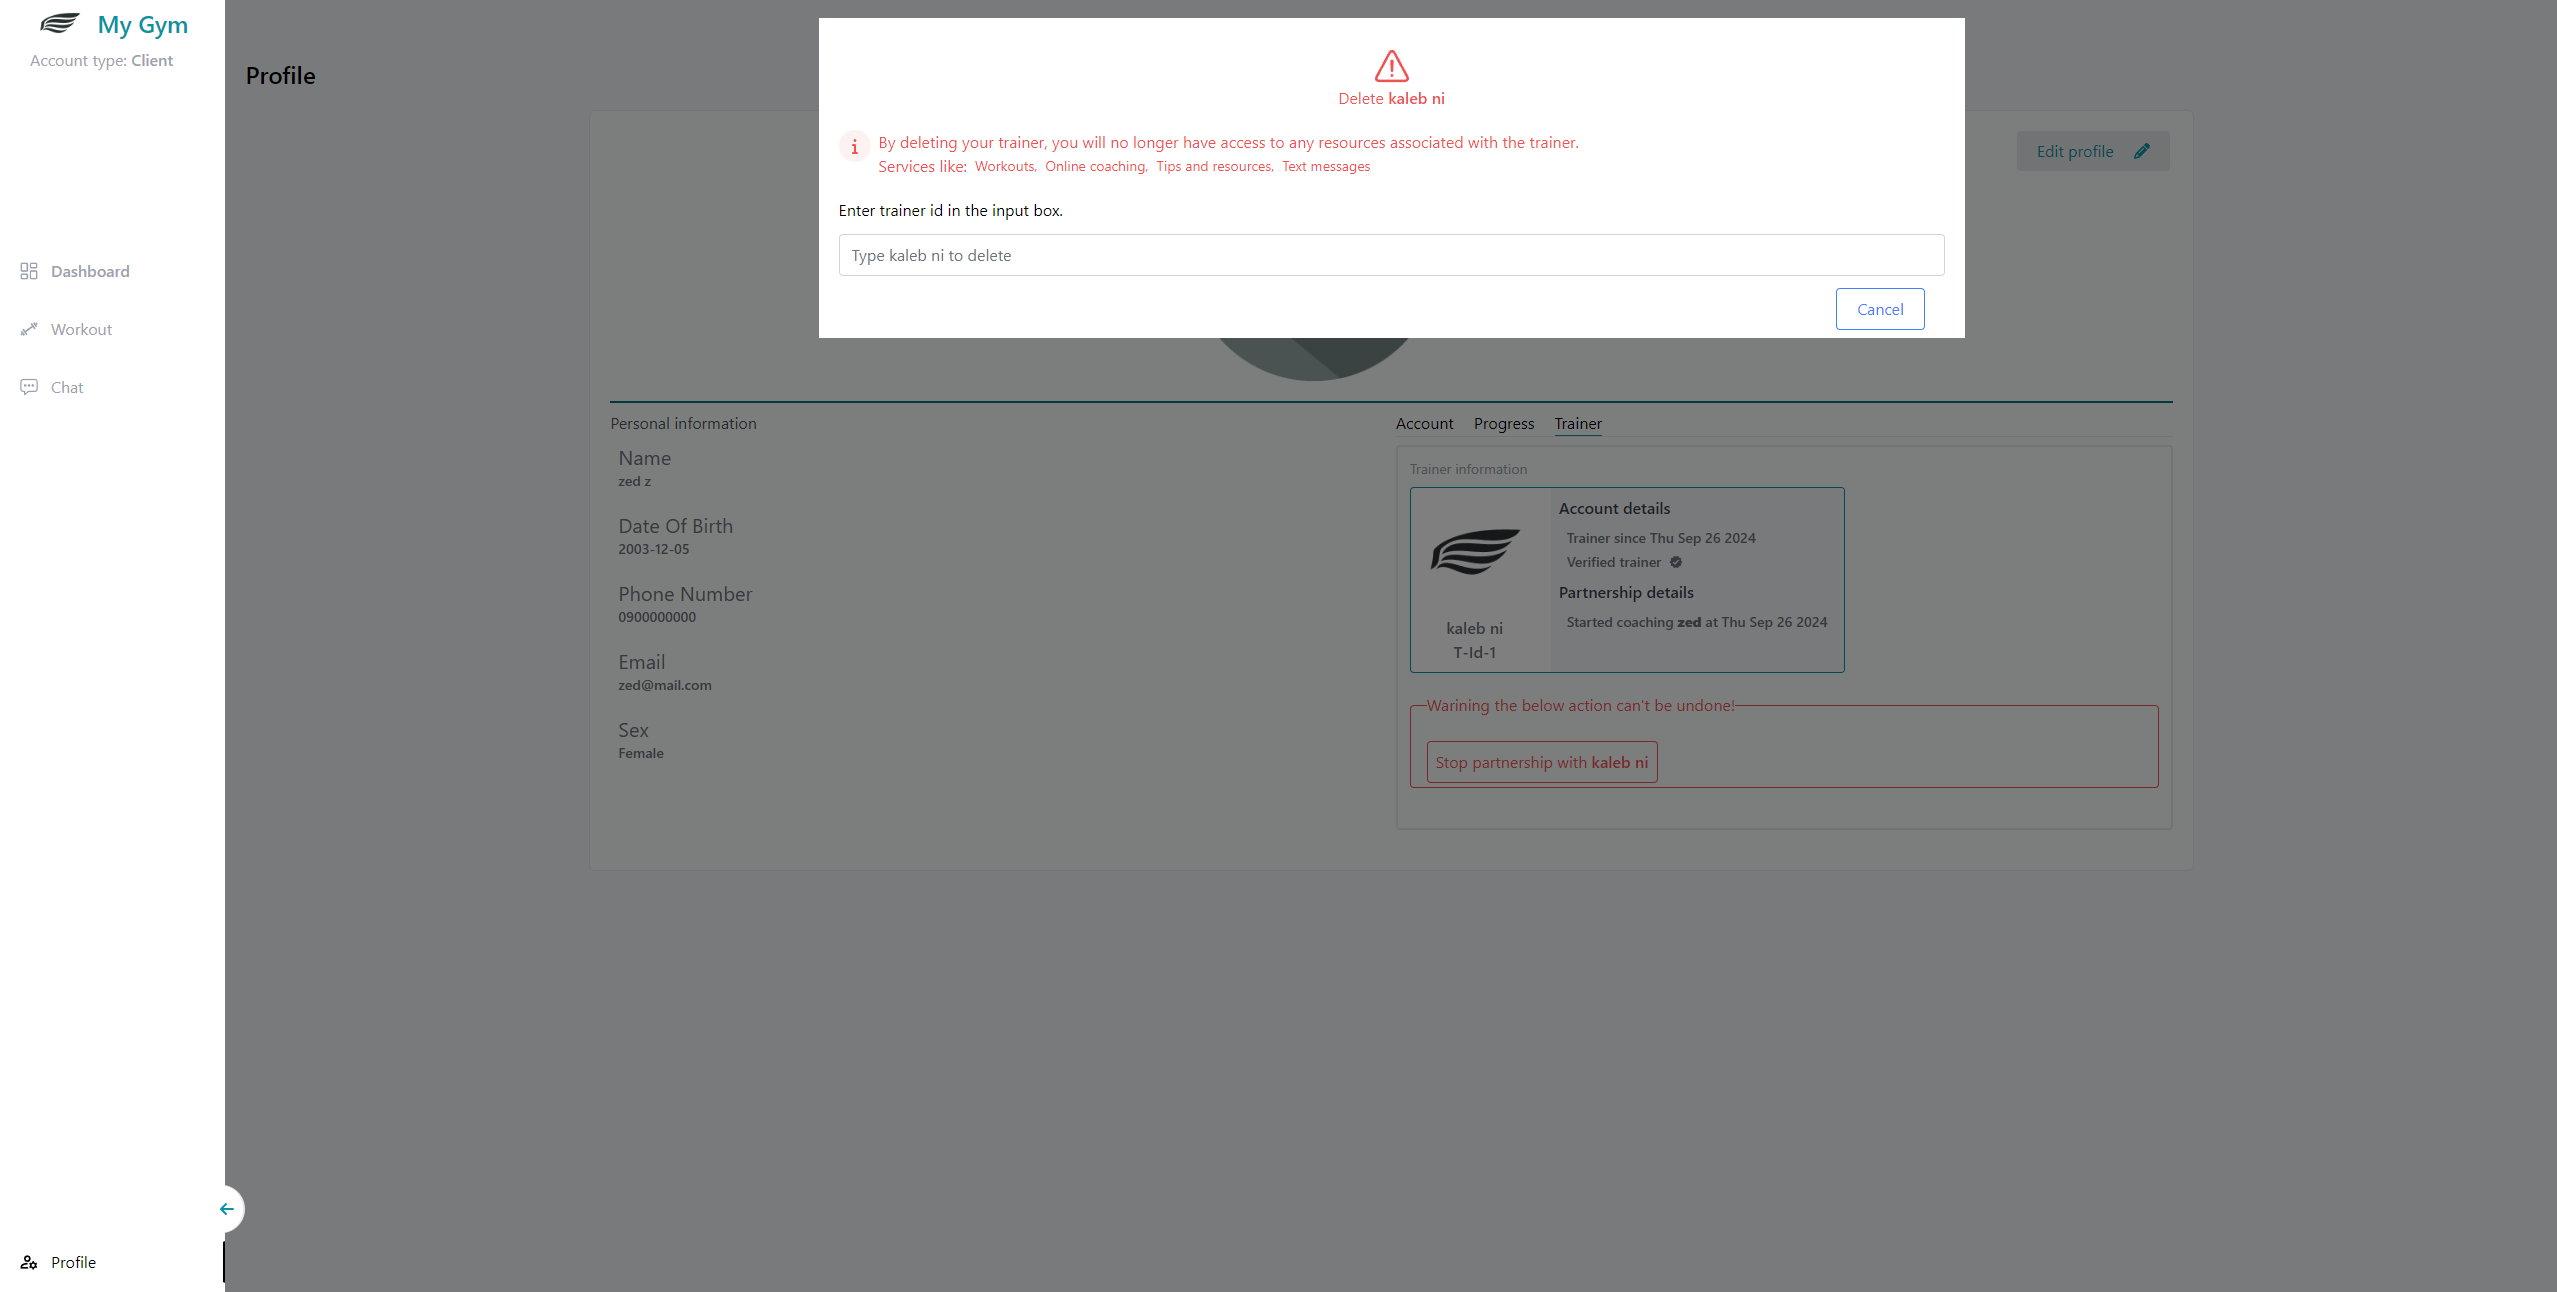 My Gym
Account type: Client
Dashboard
Workout
Chat
Profile
Profile
Delete kaleb ni
By deleting your trainer, you will no longer have access to any resources associated with the trainer.
Services like: Workouts, Online coaching, Tips and resources, Text messages
Enter trainer id in the input box.
Type kaleb ni to delete
Cancel
Edit profile
Personal information
Name
zed z
Date Of Birth
2003-12-05
Phone Number
0900000000
Email
zed@mail.com
Sex
Female
Account Progress Trainer
Trainer information
kaleb ni
T-Id-1
Account details
Trainer since Thu Sep 26 2024
Verified trainer
Partnership details
Started coaching zed at Thu Sep 26 2024
Warining the below action can't be undone!
Stop partnership with kaleb ni